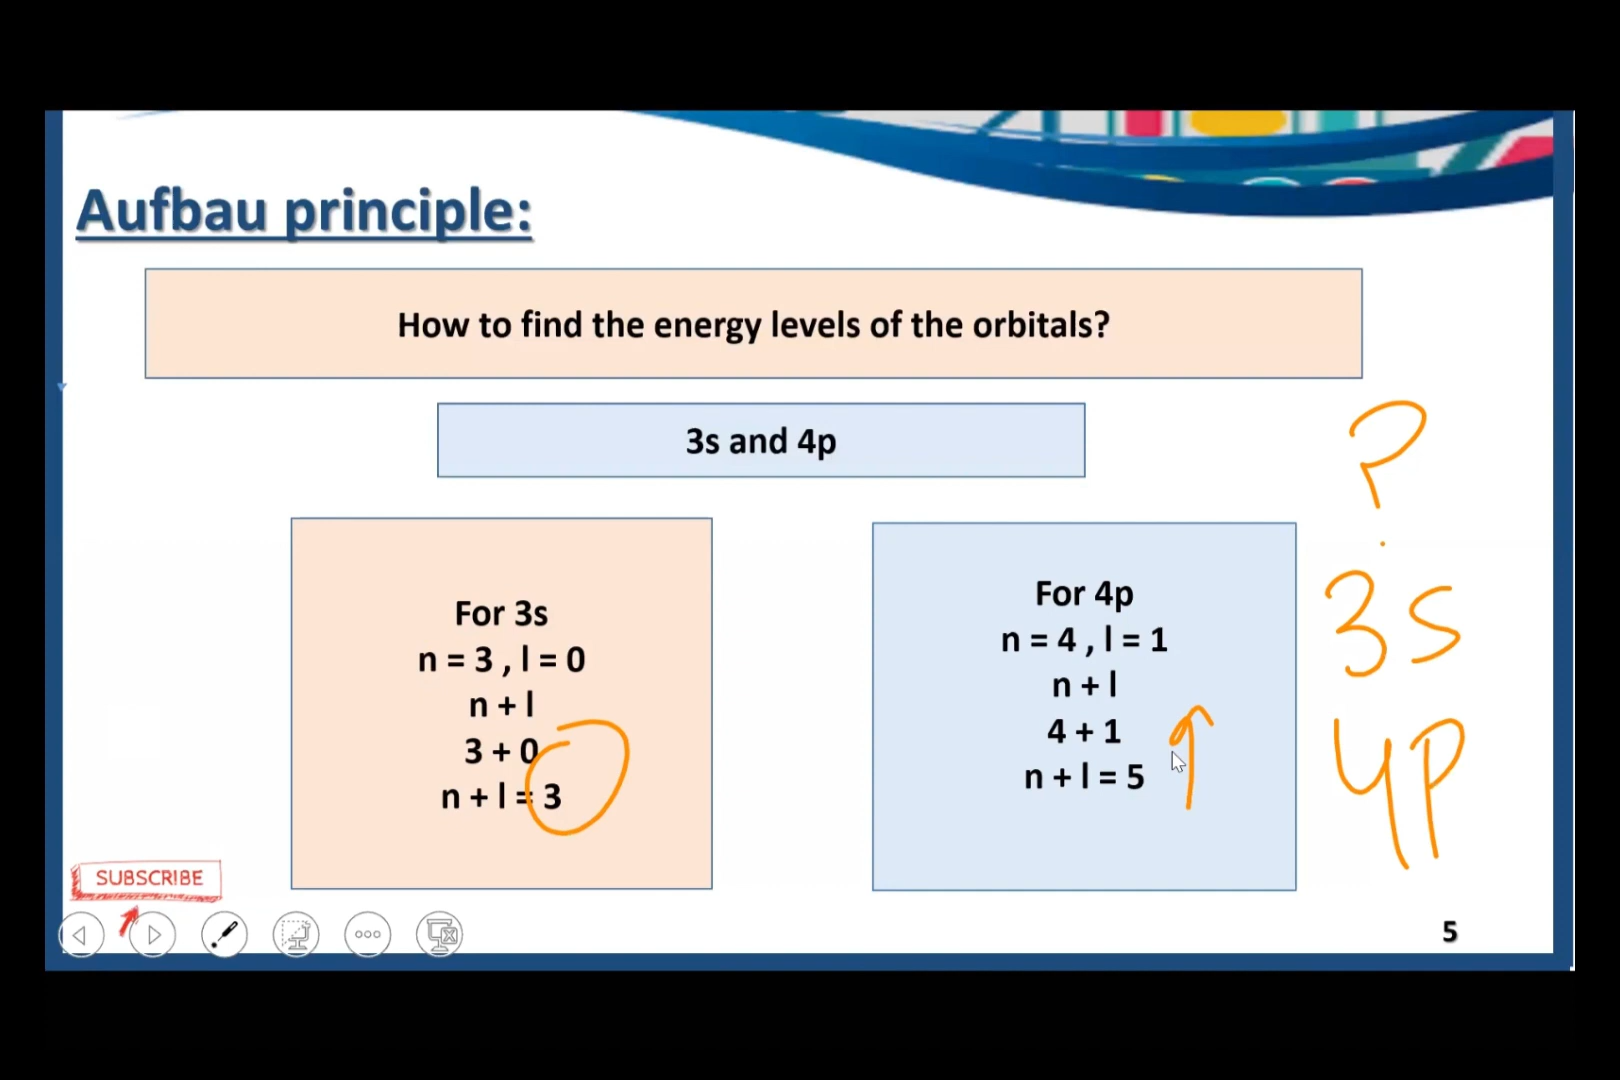 Aufbau principle:
How to find the energy levels of the orbitals?
3s and 4p
For 3s
n = 3 , l = 0
n + l
3 + 0
n + l = 3
For 4p
n = 4 , l = 1
n + l
4 + 1
n + l = 5
?
3s
4p
SUBSCRIBE
5